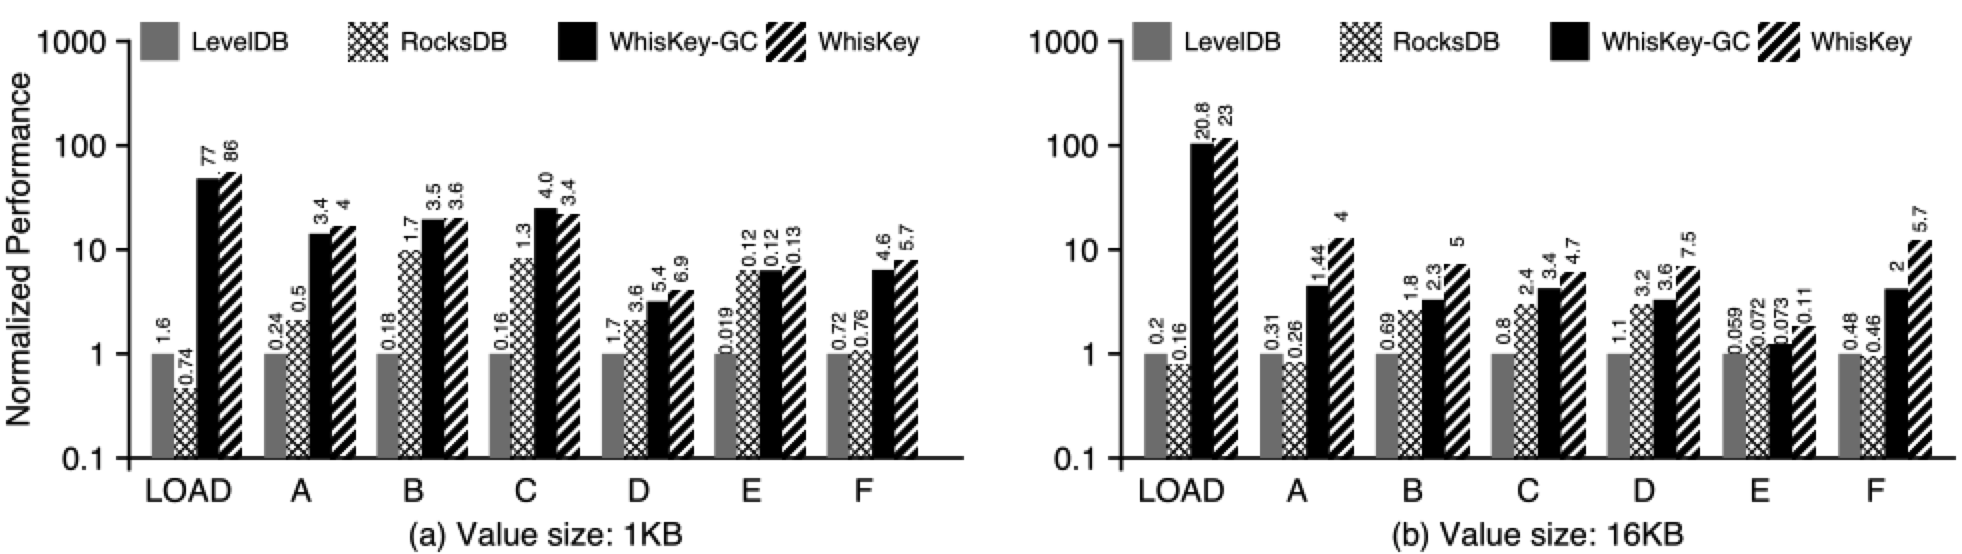 Normalized Performance
LevelDB RocksDB WhisKey-GC WhisKey
1000
100
10
1
0.1
1.6 0.74 77 86
0.24 0.5 3.4 4
0.18 1.7 3.5 3.6
0.16 1.3 4.0 3.4
1.7 3.6 5.4 6.9
0.019 0.12 0.12 0.13
0.72 0.76 4.6 5.7
LOAD A B C D E F
(a) Value size: 1KB
LevelDB RocksDB WhisKey-GC WhisKey
1000
100
10
1
0.1
0.2 0.16 20.8 23
0.31 0.26 1.44 4
0.69 1.8 2.3 5
0.8 2.4 3.4 4.7
1.1 3.2 3.6 7.5
0.059 0.072 0.073 0.11
0.48 0.46 2 5.7
LOAD A B C D E F
(b) Value size: 16KB